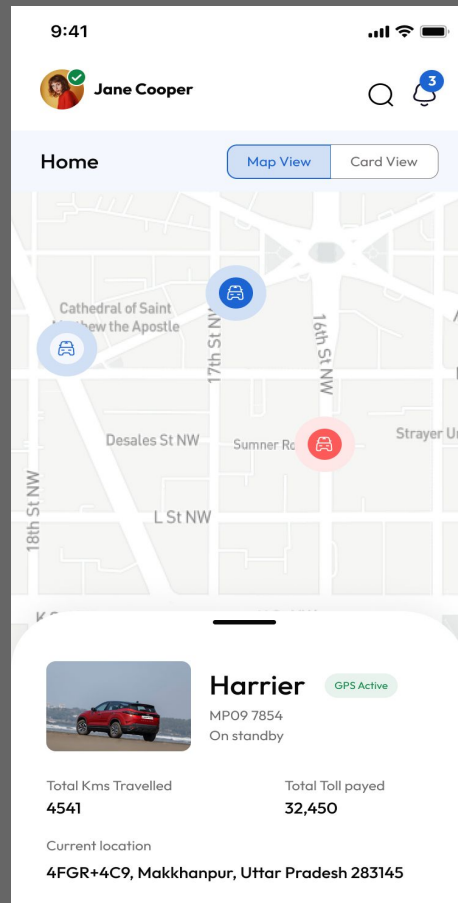 9:41
3
Jane Cooper
Home
Map View
Card View
Cathedral of Saint
the Apostle
17th St NW
16th St NW
Desales St NW
Sumner
Strayer
18th St NW
L St NW
Harrier
GPS Active
MP09 7854
On standby
Total Kms Travelled
Total Toll payed
4541
32,450
Current location
4FGR+4C9, Makkhanpur, Uttar Pradesh 283145